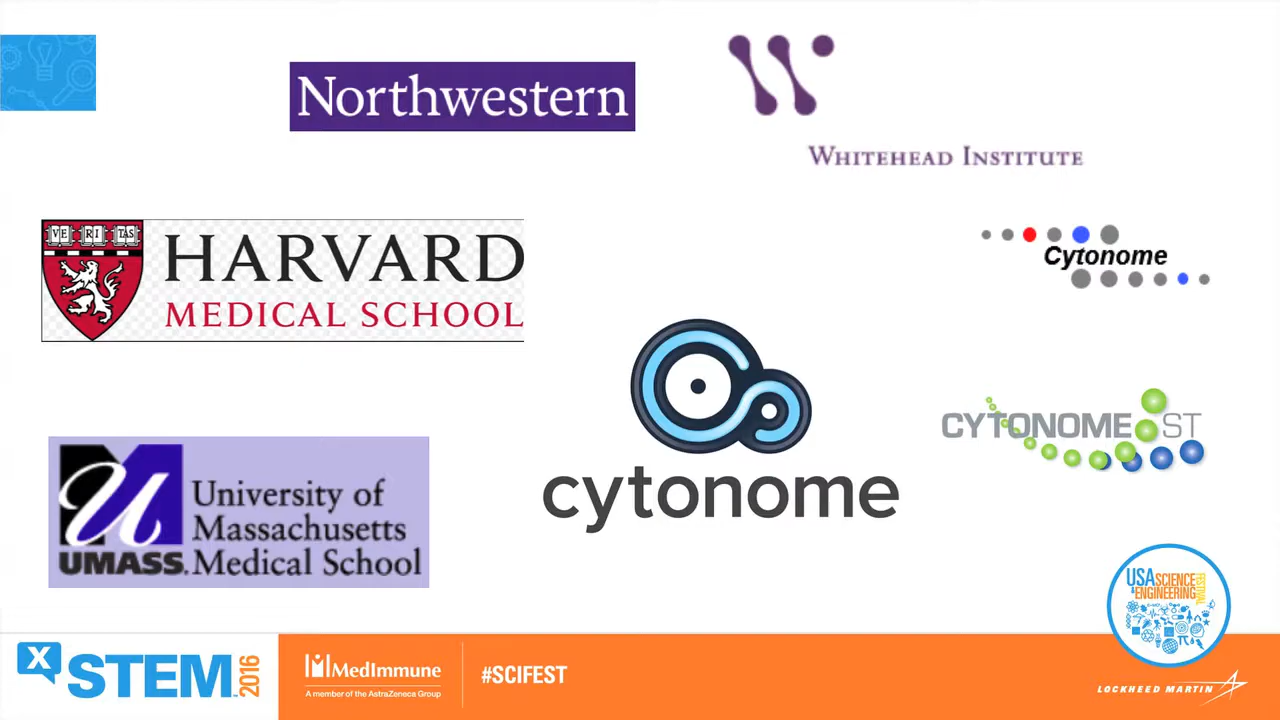 Northwestern
WHITEHEAD INSTITUTE
VE RI TAS
HARVARD
MEDICAL SCHOOL
Cytonome
cytonome
CYTONOME ST
University of
Massachusetts
Medical School
UMASS.
USA SCIENCE
& ENGINEERING
FESTIVAL
X
STEM
2016
MedImmune
A member of the AstraZeneca Group
#SCIFEST
LOCKHEED MARTIN